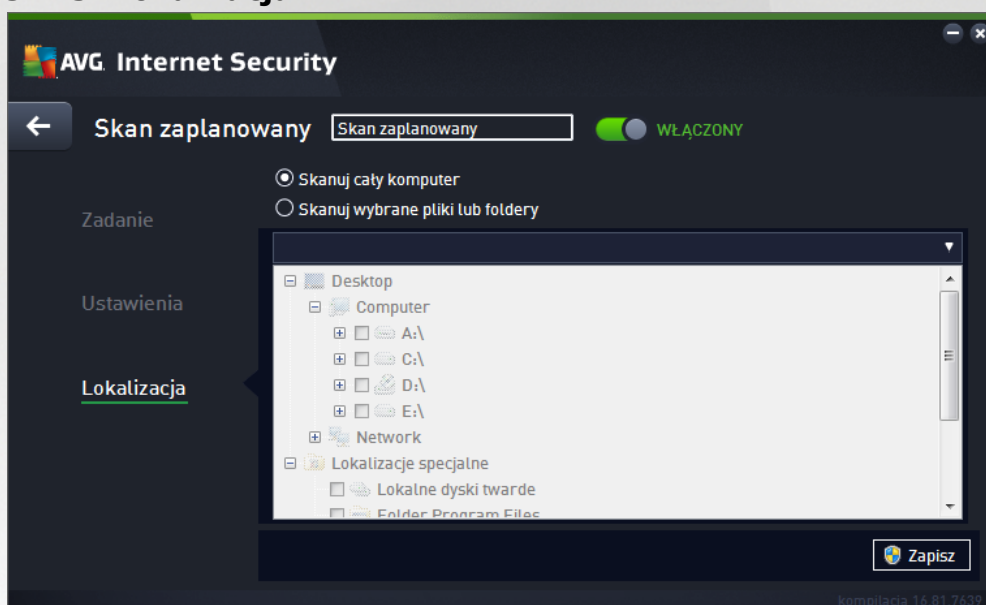 AVG. Internet Security
Skan zaplanowany
Skan zaplanowany
WŁĄCZONY
Skanuj cały komputer
Skanuj wybrane pliki lub foldery
Zadanie
Ustawienia
Lokalizacja
Desktop
Computer
A:\
C:\
D:\
E:\
Network
Lokalizacje specjalne
Lokalne dyski twarde
Folder Program Files
Zapisz
kompilacja 16.81.7639